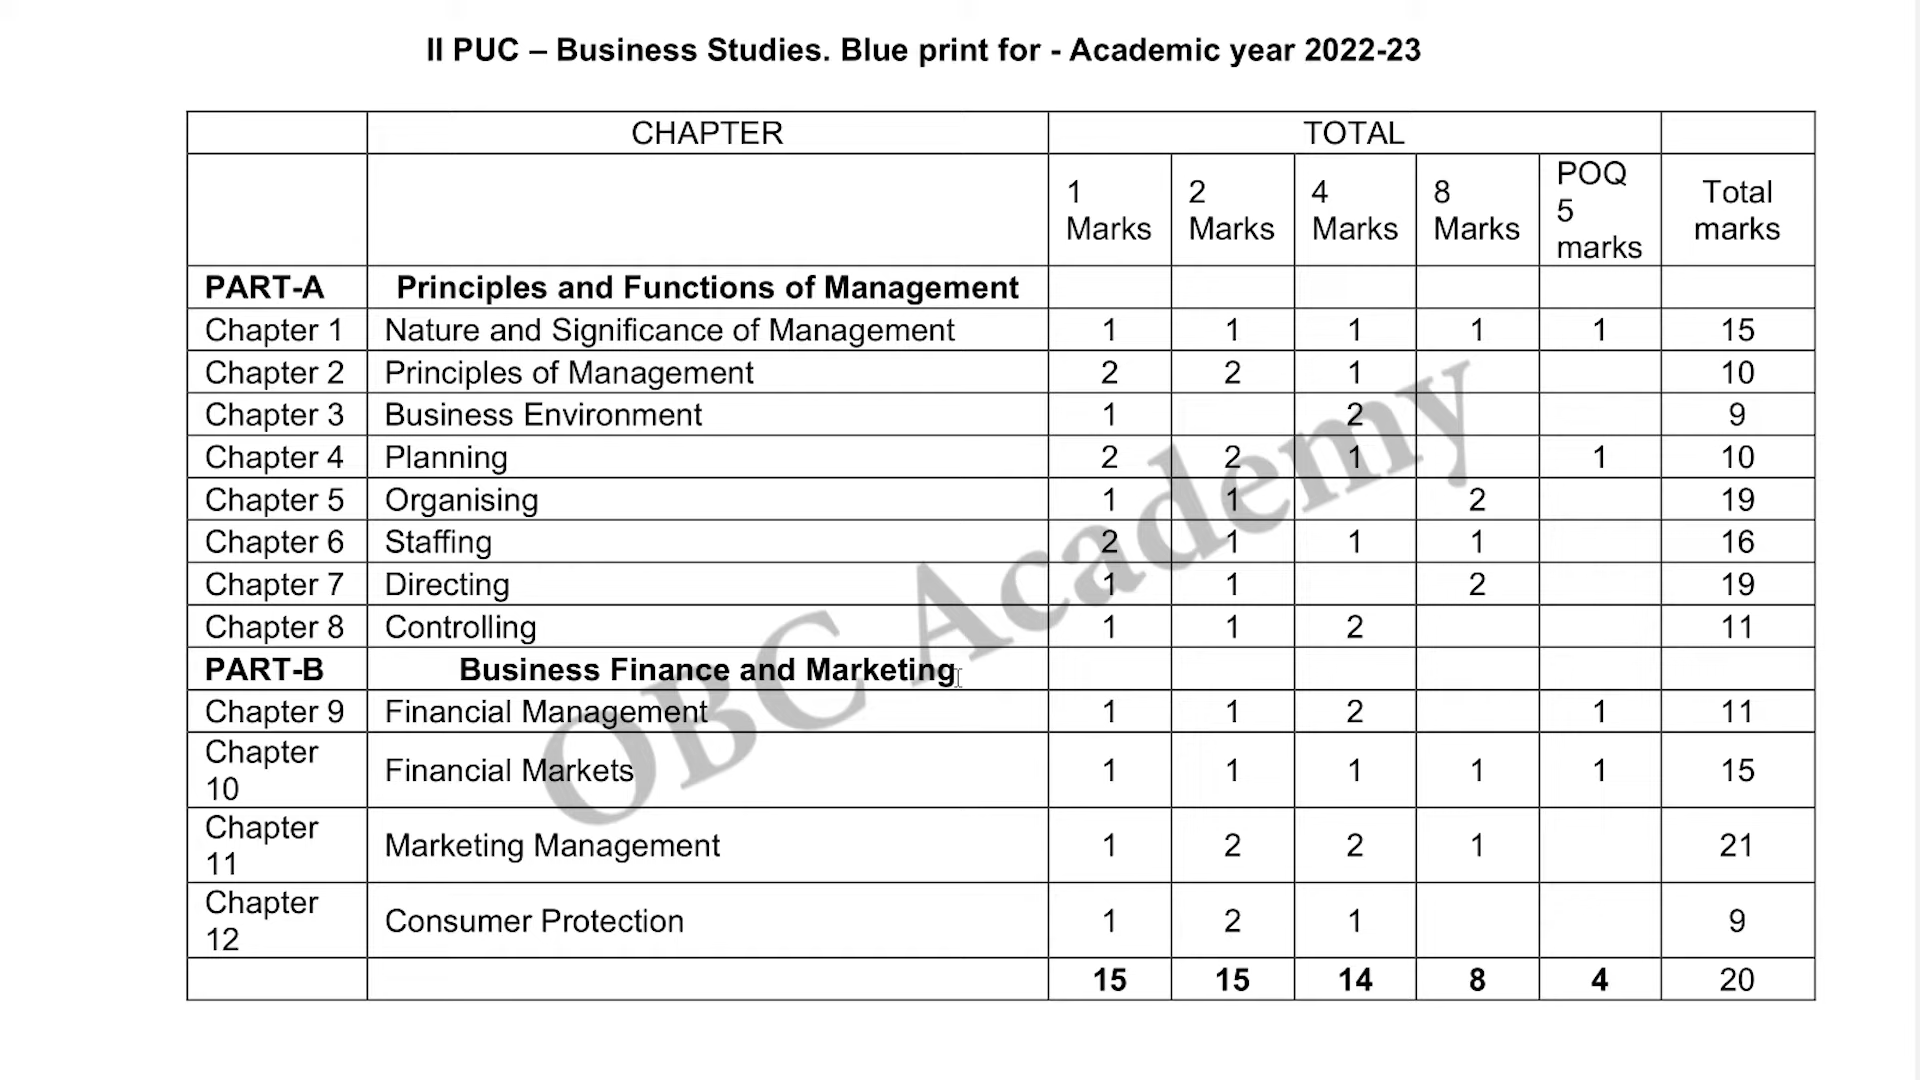 II PUC – Business Studies. Blue print for - Academic year 2022-23
CHAPTER TOTAL
1 Marks 2 Marks 4 Marks 8 Marks POQ 5 marks Total marks
PART-A Principles and Functions of Management
Chapter 1 Nature and Significance of Management 1 1 1 1 1 15
Chapter 2 Principles of Management 2 2 1 10
Chapter 3 Business Environment 1 2 9
Chapter 4 Planning 2 2 1 1 10
Chapter 5 Organising 1 1 2 19
Chapter 6 Staffing 2 1 1 1 16
Chapter 7 Directing 1 1 2 19
Chapter 8 Controlling 1 1 2 11
PART-B Business Finance and Marketing
Chapter 9 Financial Management 1 1 2 1 11
Chapter 10 Financial Markets 1 1 1 1 1 15
Chapter 11 Marketing Management 1 2 2 1 21
Chapter 12 Consumer Protection 1 2 1 9
15 15 14 8 4 20
OBC Academy